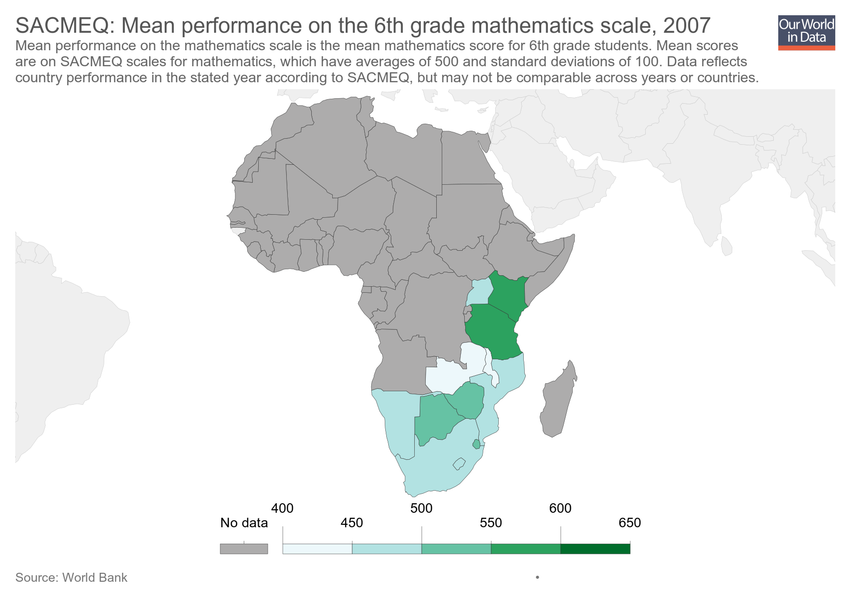 SACMEQ: Mean performance on the 6th grade mathematics scale, 2007
Our World
in Data
Mean performance on the mathematics scale is the mean mathematics score for 6th grade students. Mean scores
are on SACMEQ scales for mathematics, which have averages of 500 and standard deviations of 100. Data reflects
country performance in the stated year according to SACMEQ, but may not be comparable across years or countries.
400 500 600
No data 450 550 650
Source: World Bank